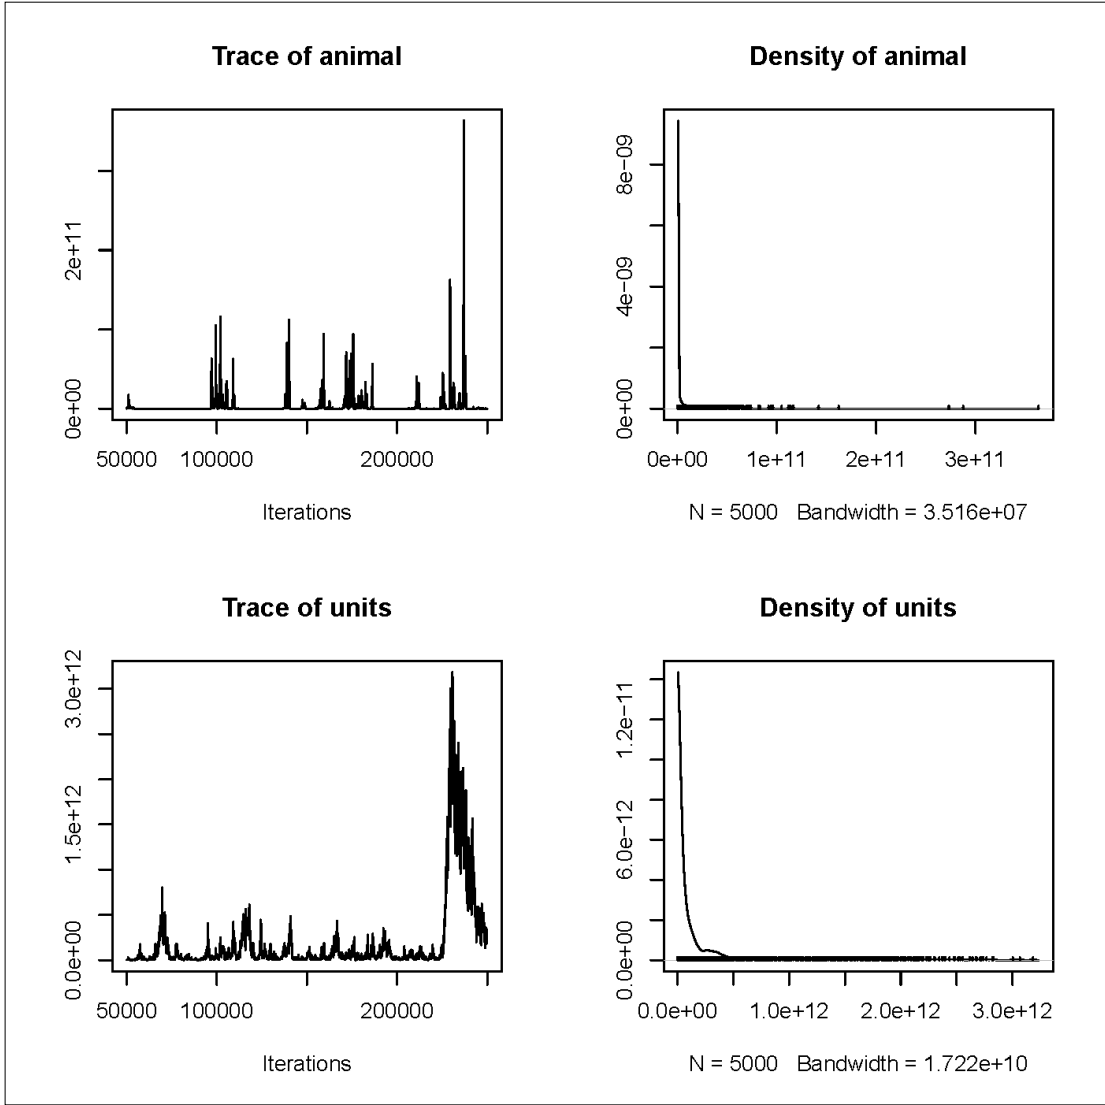 Trace of animal
2e+11
0e+00
50000 100000 200000
Iterations
Density of animal
8e−09
4e−09
0e+00
0e+00 1e+11 2e+11 3e+11
N = 5000 Bandwidth = 3.516e+07
Trace of units
3.0e+12
1.5e+12
0.0e+00
50000 100000 200000
Iterations
Density of units
1.2e−11
6.0e−12
0.0e+00
0.0e+00 1.0e+12 2.0e+12 3.0e+12
N = 5000 Bandwidth = 1.722e+10